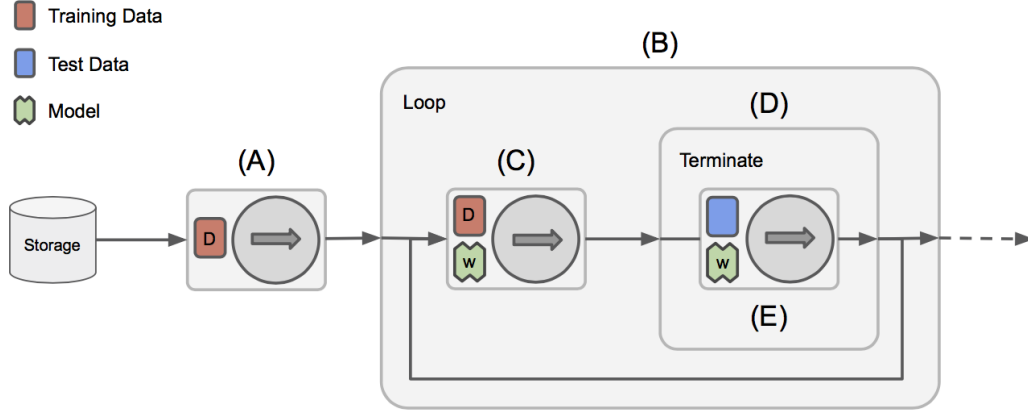 Training Data
Test Data
Model
(B)
Loop
(D)
(A)
(C)
Terminate
Storage
D
D
W
W
(E)